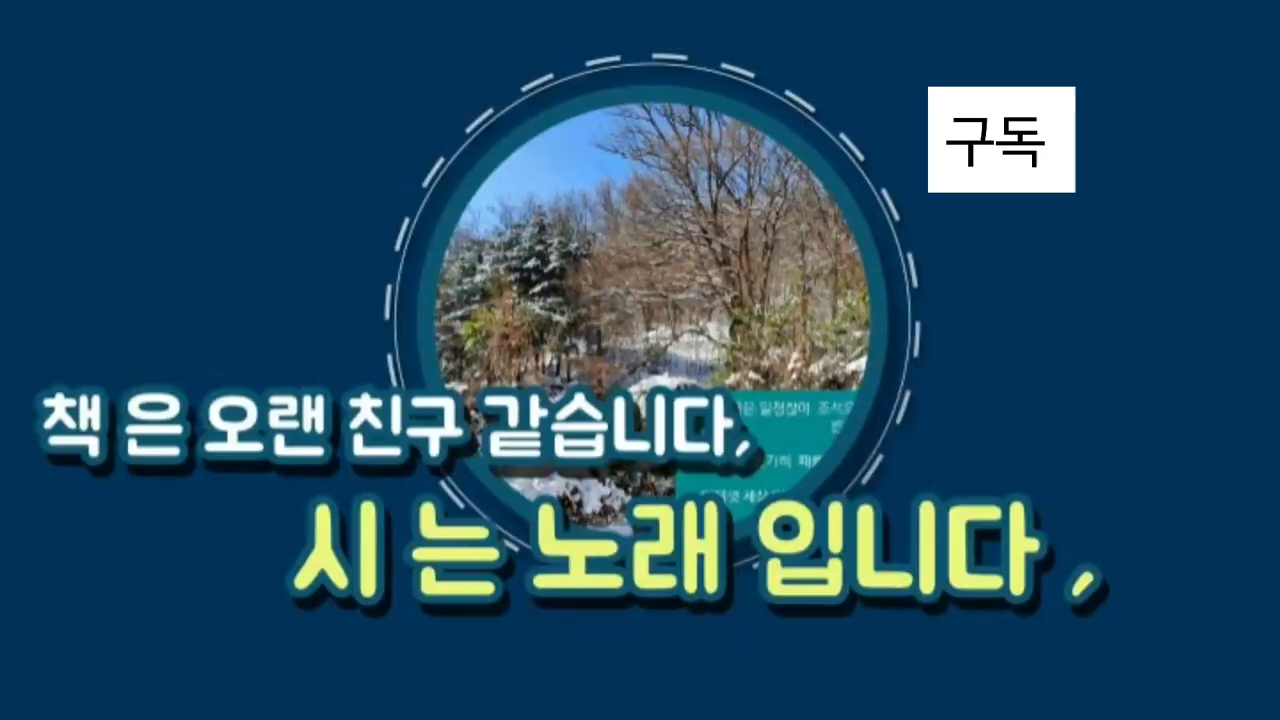 구독
책 은 오랜 친구 같습니다,
시 는 노래 입니다 ,